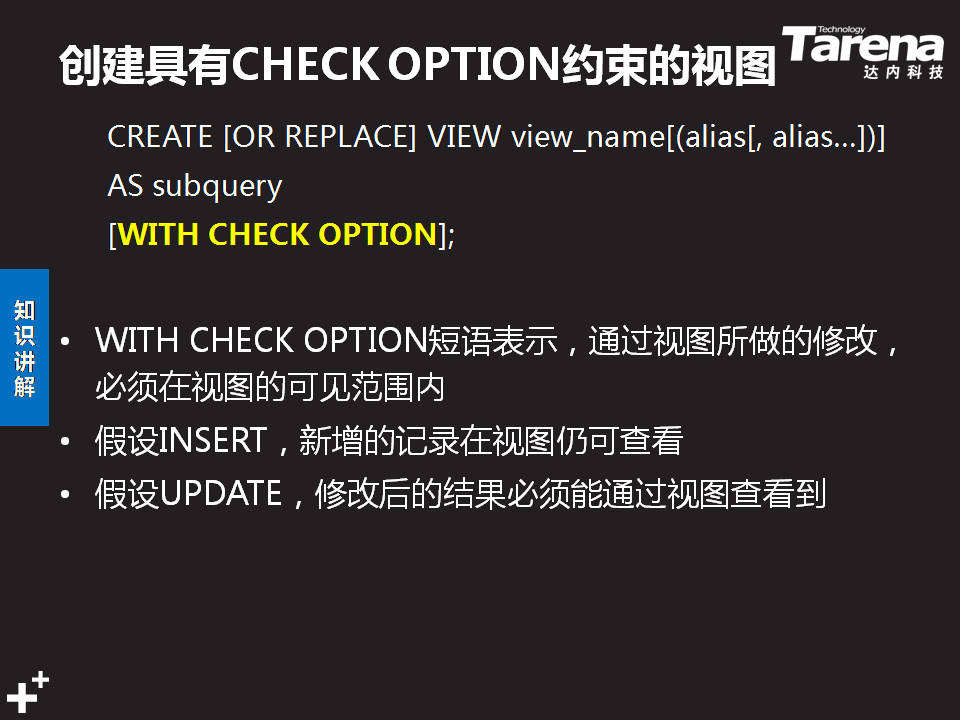 创建具有CHECK OPTION约束的视图
Technology
Tarena
达内科技
CREATE [OR REPLACE] VIEW view_name[(alias[, alias…])]
AS subquery
[WITH CHECK OPTION];
知识讲解
• WITH CHECK OPTION短语表示，通过视图所做的修改，
必须在视图的可见范围内
• 假设INSERT，新增的记录在视图仍可查看
• 假设UPDATE，修改后的结果必须能通过视图查看到